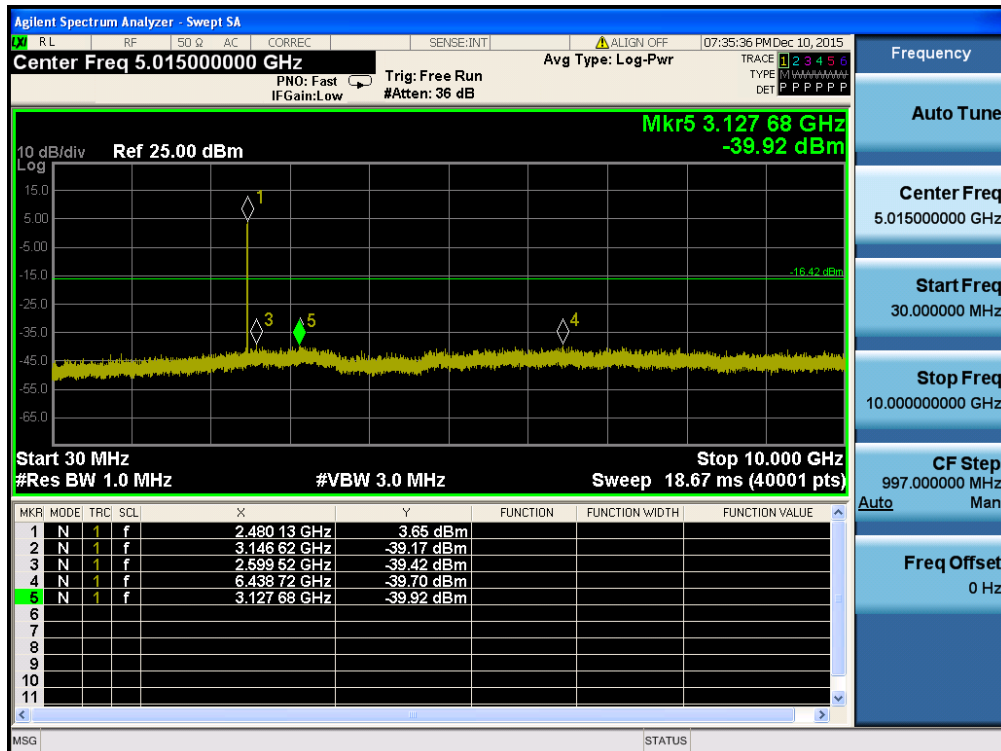 Agilent Spectrum Analyzer - Swept SA
LXI RL RF 50 Ω AC CORREC SENSE:INT ALIGN OFF 07:35:36 PM Dec 10, 2015
Center Freq 5.015000000 GHz
PNO: Fast
IFGain:Low
Trig: Free Run
#Atten: 36 dB
Avg Type: Log-Pwr
TRACE 1 2 3 4 5 6
TYPE M W W W W W
DET P P P P P P
Mkr5 3.127 68 GHz
-39.92 dBm
10 dB/div Ref 25.00 dBm
Log
15.0
5.00
-5.00
-15.0
-25.0
-35.0
-45.0
-55.0
-65.0
1
3
5
4
-16.42 dBm
Start 30 MHz Stop 10.000 GHz
#Res BW 1.0 MHz #VBW 3.0 MHz Sweep 18.67 ms (40001 pts)
MKR MODE TRC SCL X Y FUNCTION FUNCTION WIDTH FUNCTION VALUE
1 N 1 f 2.480 13 GHz 3.65 dBm
2 N 1 f 3.146 62 GHz -39.17 dBm
3 N 1 f 2.599 52 GHz -39.42 dBm
4 N 1 f 6.438 72 GHz -39.70 dBm
5 N 1 f 3.127 68 GHz -39.92 dBm
6
7
8
9
10
11
MSG STATUS
Frequency
Auto Tune
Center Freq
5.015000000 GHz
Start Freq
30.000000 MHz
Stop Freq
10.000000000 GHz
CF Step
997.000000 MHz
Auto Man
Freq Offset
0 Hz